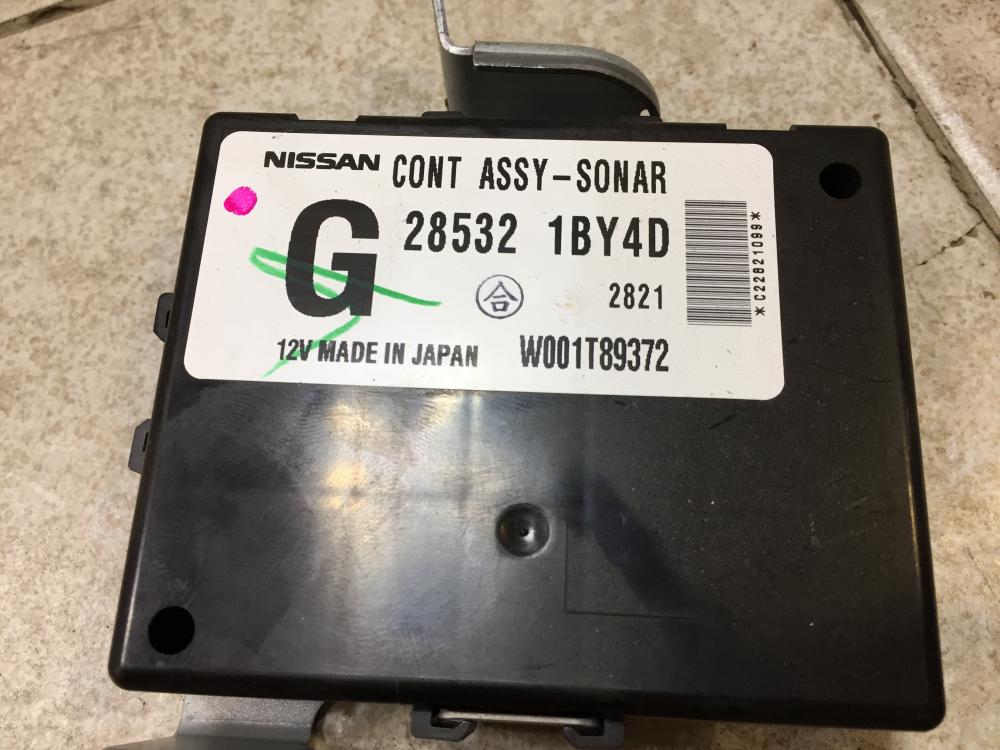 NISSAN CONT ASSY-SONAR
G 28532 1BY4D
合 2821
12V MADE IN JAPAN W001T89372
*C22821099*